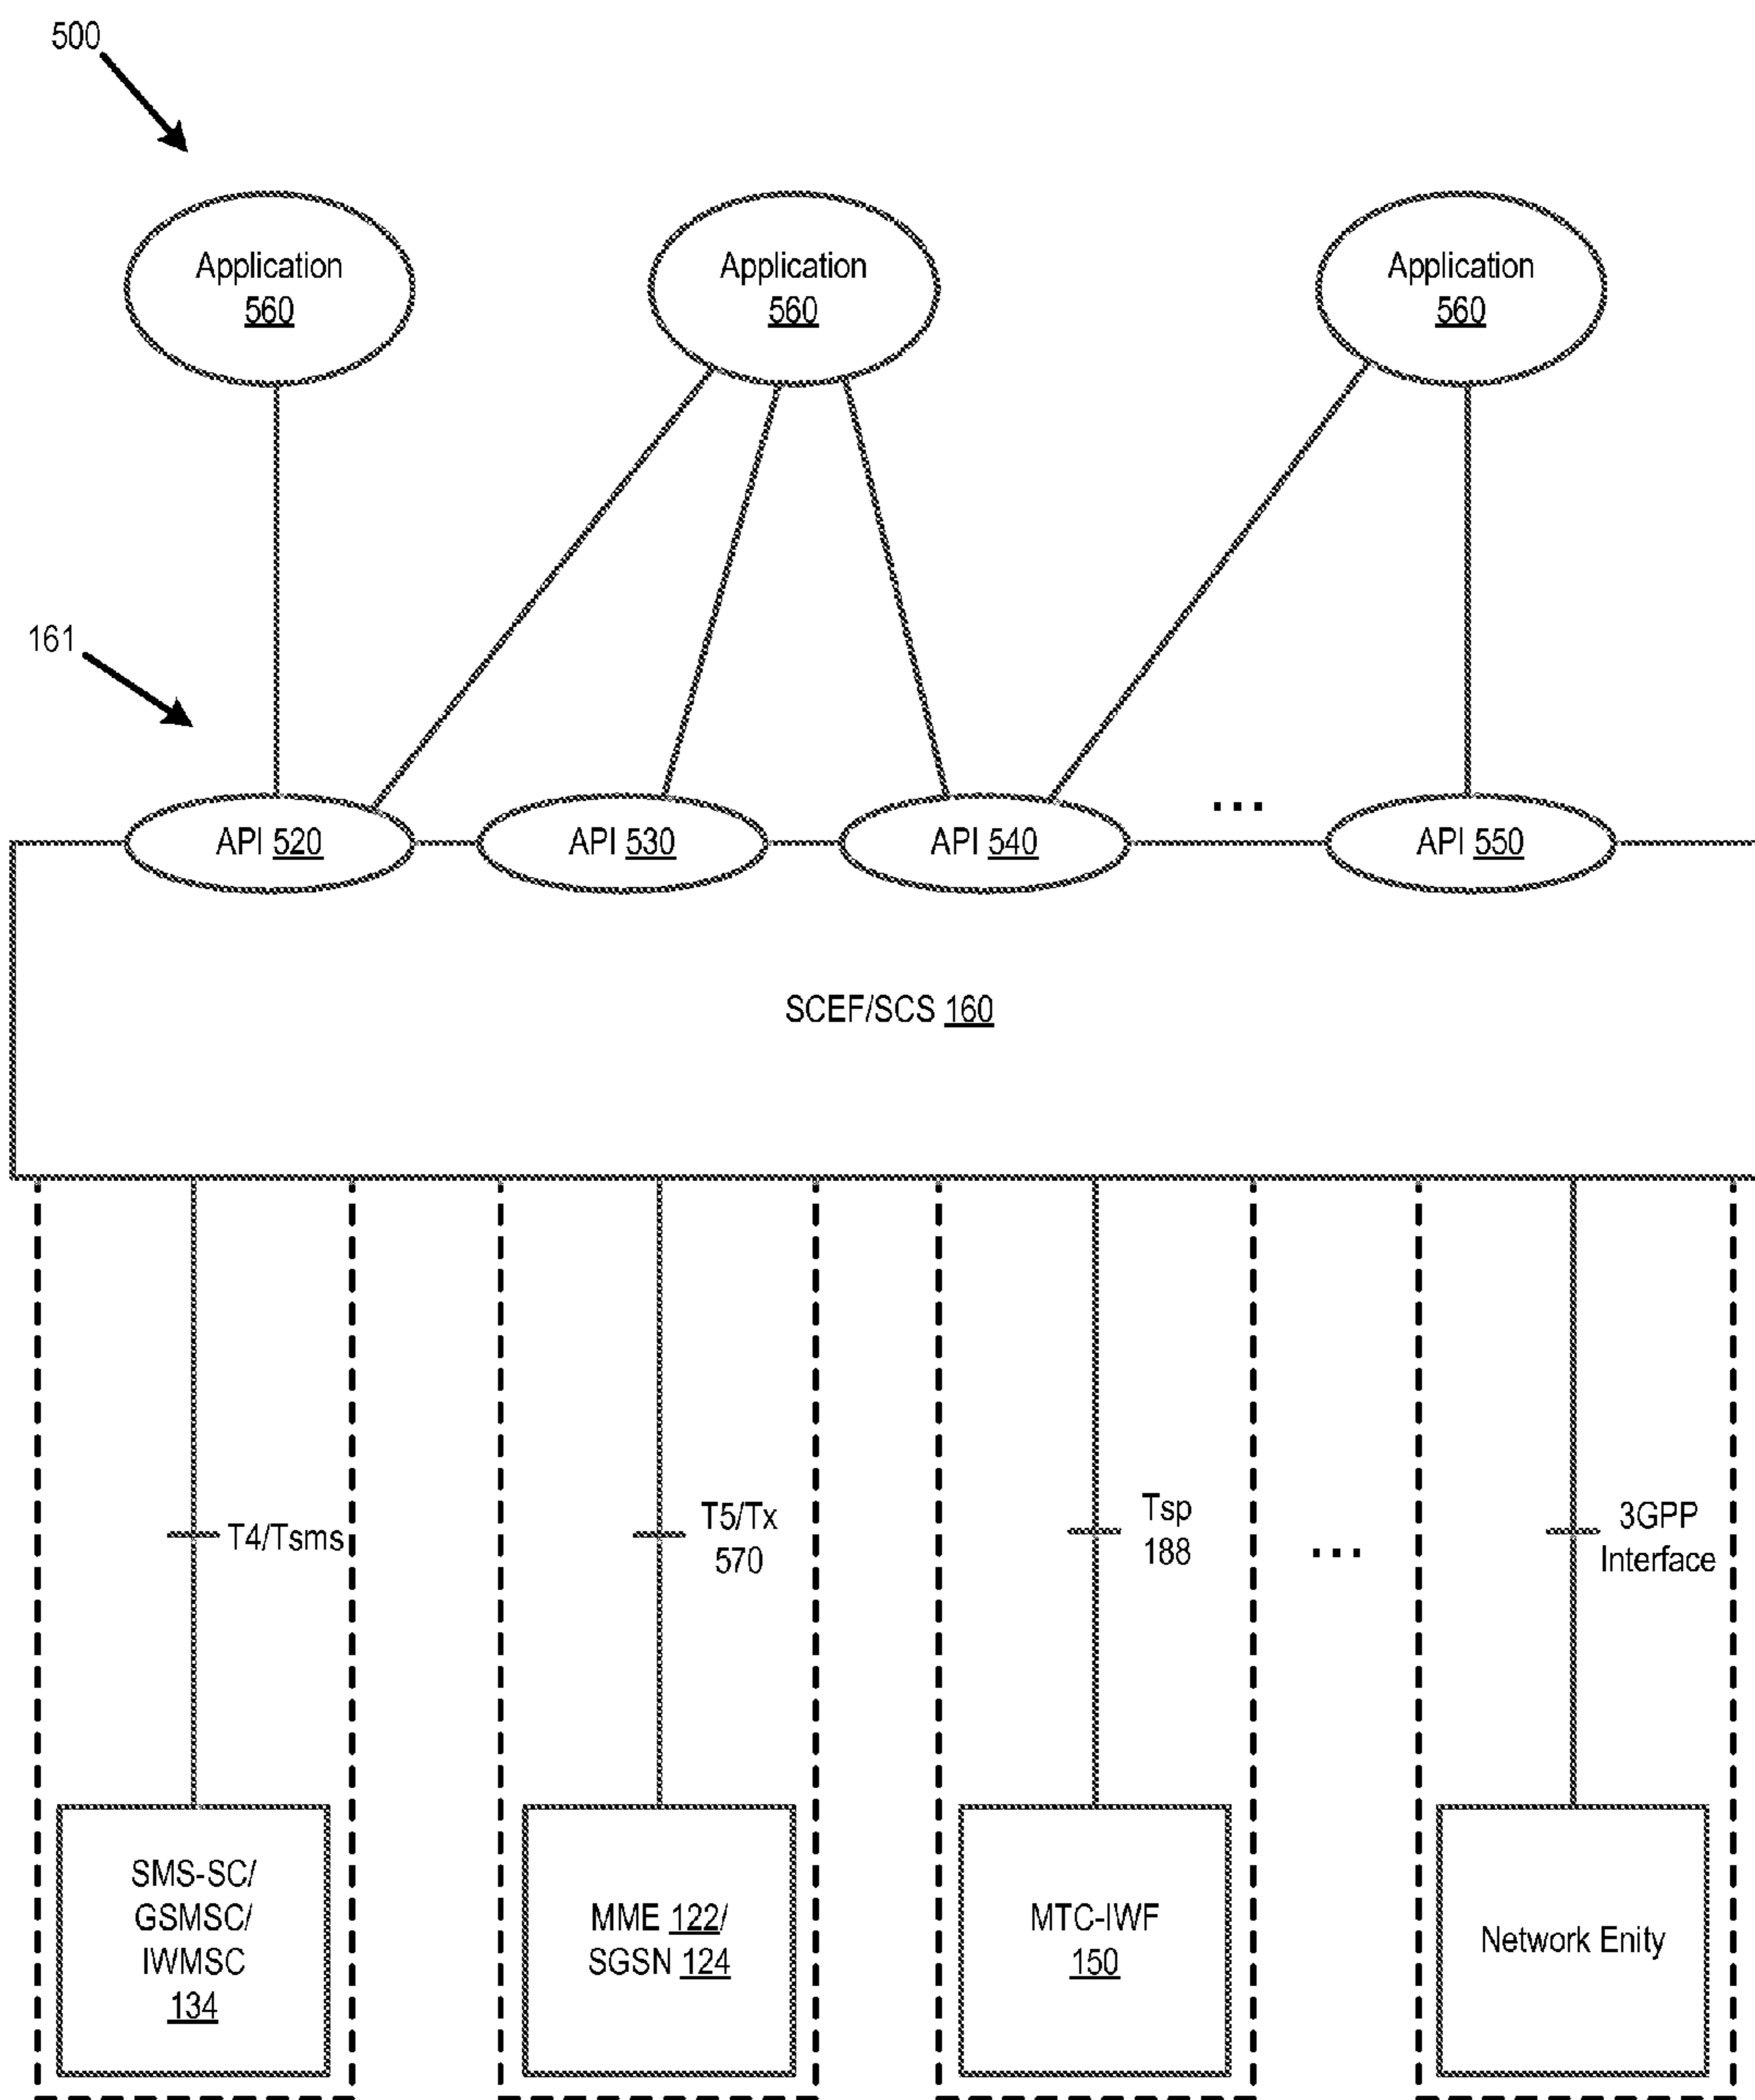 500
Application
560
Application
560
Application
560
161
...
API 520
API 530
API 540
API 550
SCEF/SCS 160
T4/Tsms
T5/Tx
570
Tsp
188
...
3GPP
Interface
SMS-SC/
GSMSC/
IWMSC
134
MME 122/
SGSN 124
MTC-IWF
150
Network Enity